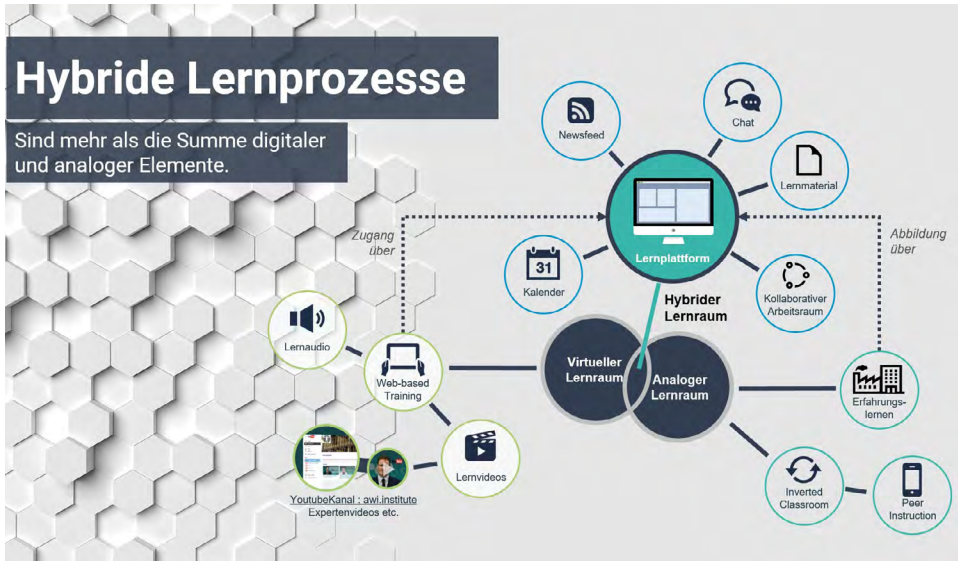 Hybride Lernprozesse
Sind mehr als die Summe digitaler
und analoger Elemente.
Newsfeed
Chat
Lernmaterial
Lernplattform
31
Kalender
Kollaborativer
Arbeitsraum
Zugang
über
Abbildung
über
Hybrider
Lernraum
Virtueller
Lernraum
Analoger
Lernraum
Lernaudio
Web-based
Training
Lernvideos
YoutubeKanal : awi.institute
Expertenvideos etc.
Erfahrungs-
lernen
Inverted
Classroom
Peer
Instruction